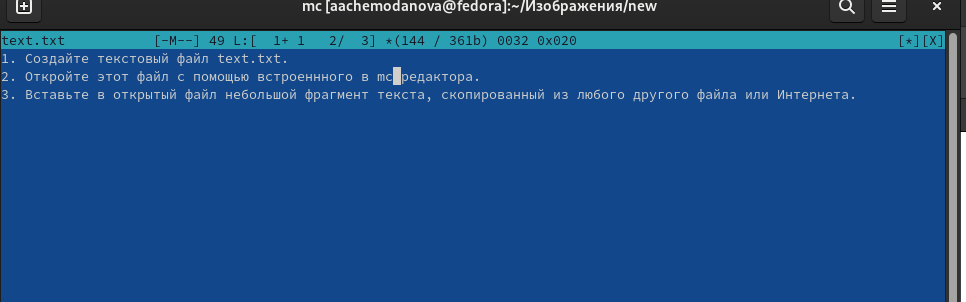 mc [aachemodanova@fedora]:~/Изображения/new
text.txt [-M--] 49 L:[ 1+ 1 2/ 3] *(144 / 361b) 0032 0x020 [*][X]
1. Создайте текстовый файл text.txt.
2. Откройте этот файл с помощью встроеннного в mc редактора.
3. Вставьте в открытый файл небольшой фрагмент текста, скопированный из любого другого файла или Интернета.